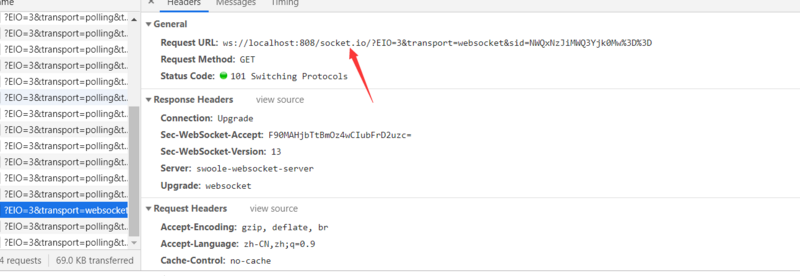 Headers Messages Timing
?EIO=3&transport=polling&t...
?EIO=3&transport=polling&t...
?EIO=3&transport=polling&t...
?EIO=3&transport=polling&t...
?EIO=3&transport=polling&t...
?EIO=3&transport=polling&t...
?EIO=3&transport=polling&t...
?EIO=3&transport=polling&t...
?EIO=3&transport=polling&t...
?EIO=3&transport=polling&t...
?EIO=3&transport=polling&t...
?EIO=3&transport=polling&t...
?EIO=3&transport=websocket
?EIO=3&transport=polling&t...
?EIO=3&transport=polling&t...
4 requests 69.0 KB transferred
General
Request URL: ws://localhost:808/socket.io/?EIO=3&transport=websocket&sid=NWQxNzJiMWQ3Yjk0Mw%3D%3D
Request Method: GET
Status Code: 101 Switching Protocols
Response Headers view source
Connection: Upgrade
Sec-WebSocket-Accept: F90MAHjbTtBmOz4wCIubFrD2uzc=
Sec-WebSocket-Version: 13
Server: swoole-websocket-server
Upgrade: websocket
Request Headers view source
Accept-Encoding: gzip, deflate, br
Accept-Language: zh-CN,zh;q=0.9
Cache-Control: no-cache